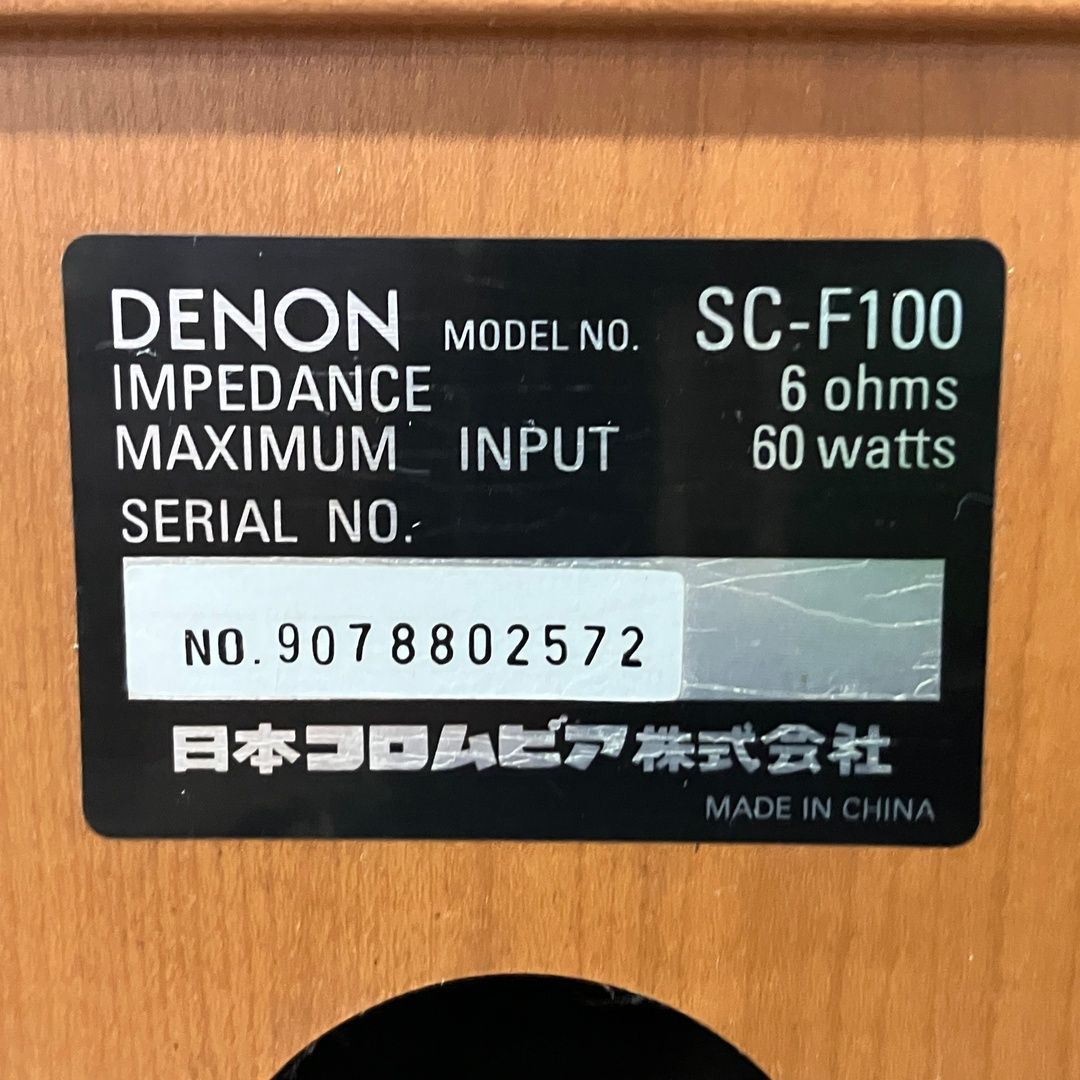 DENON MODEL NO. SC-F100
IMPEDANCE 6 ohms
MAXIMUM INPUT 60 watts
SERIAL NO.
NO. 9078802572
日本コロムビア株式会社
MADE IN CHINA